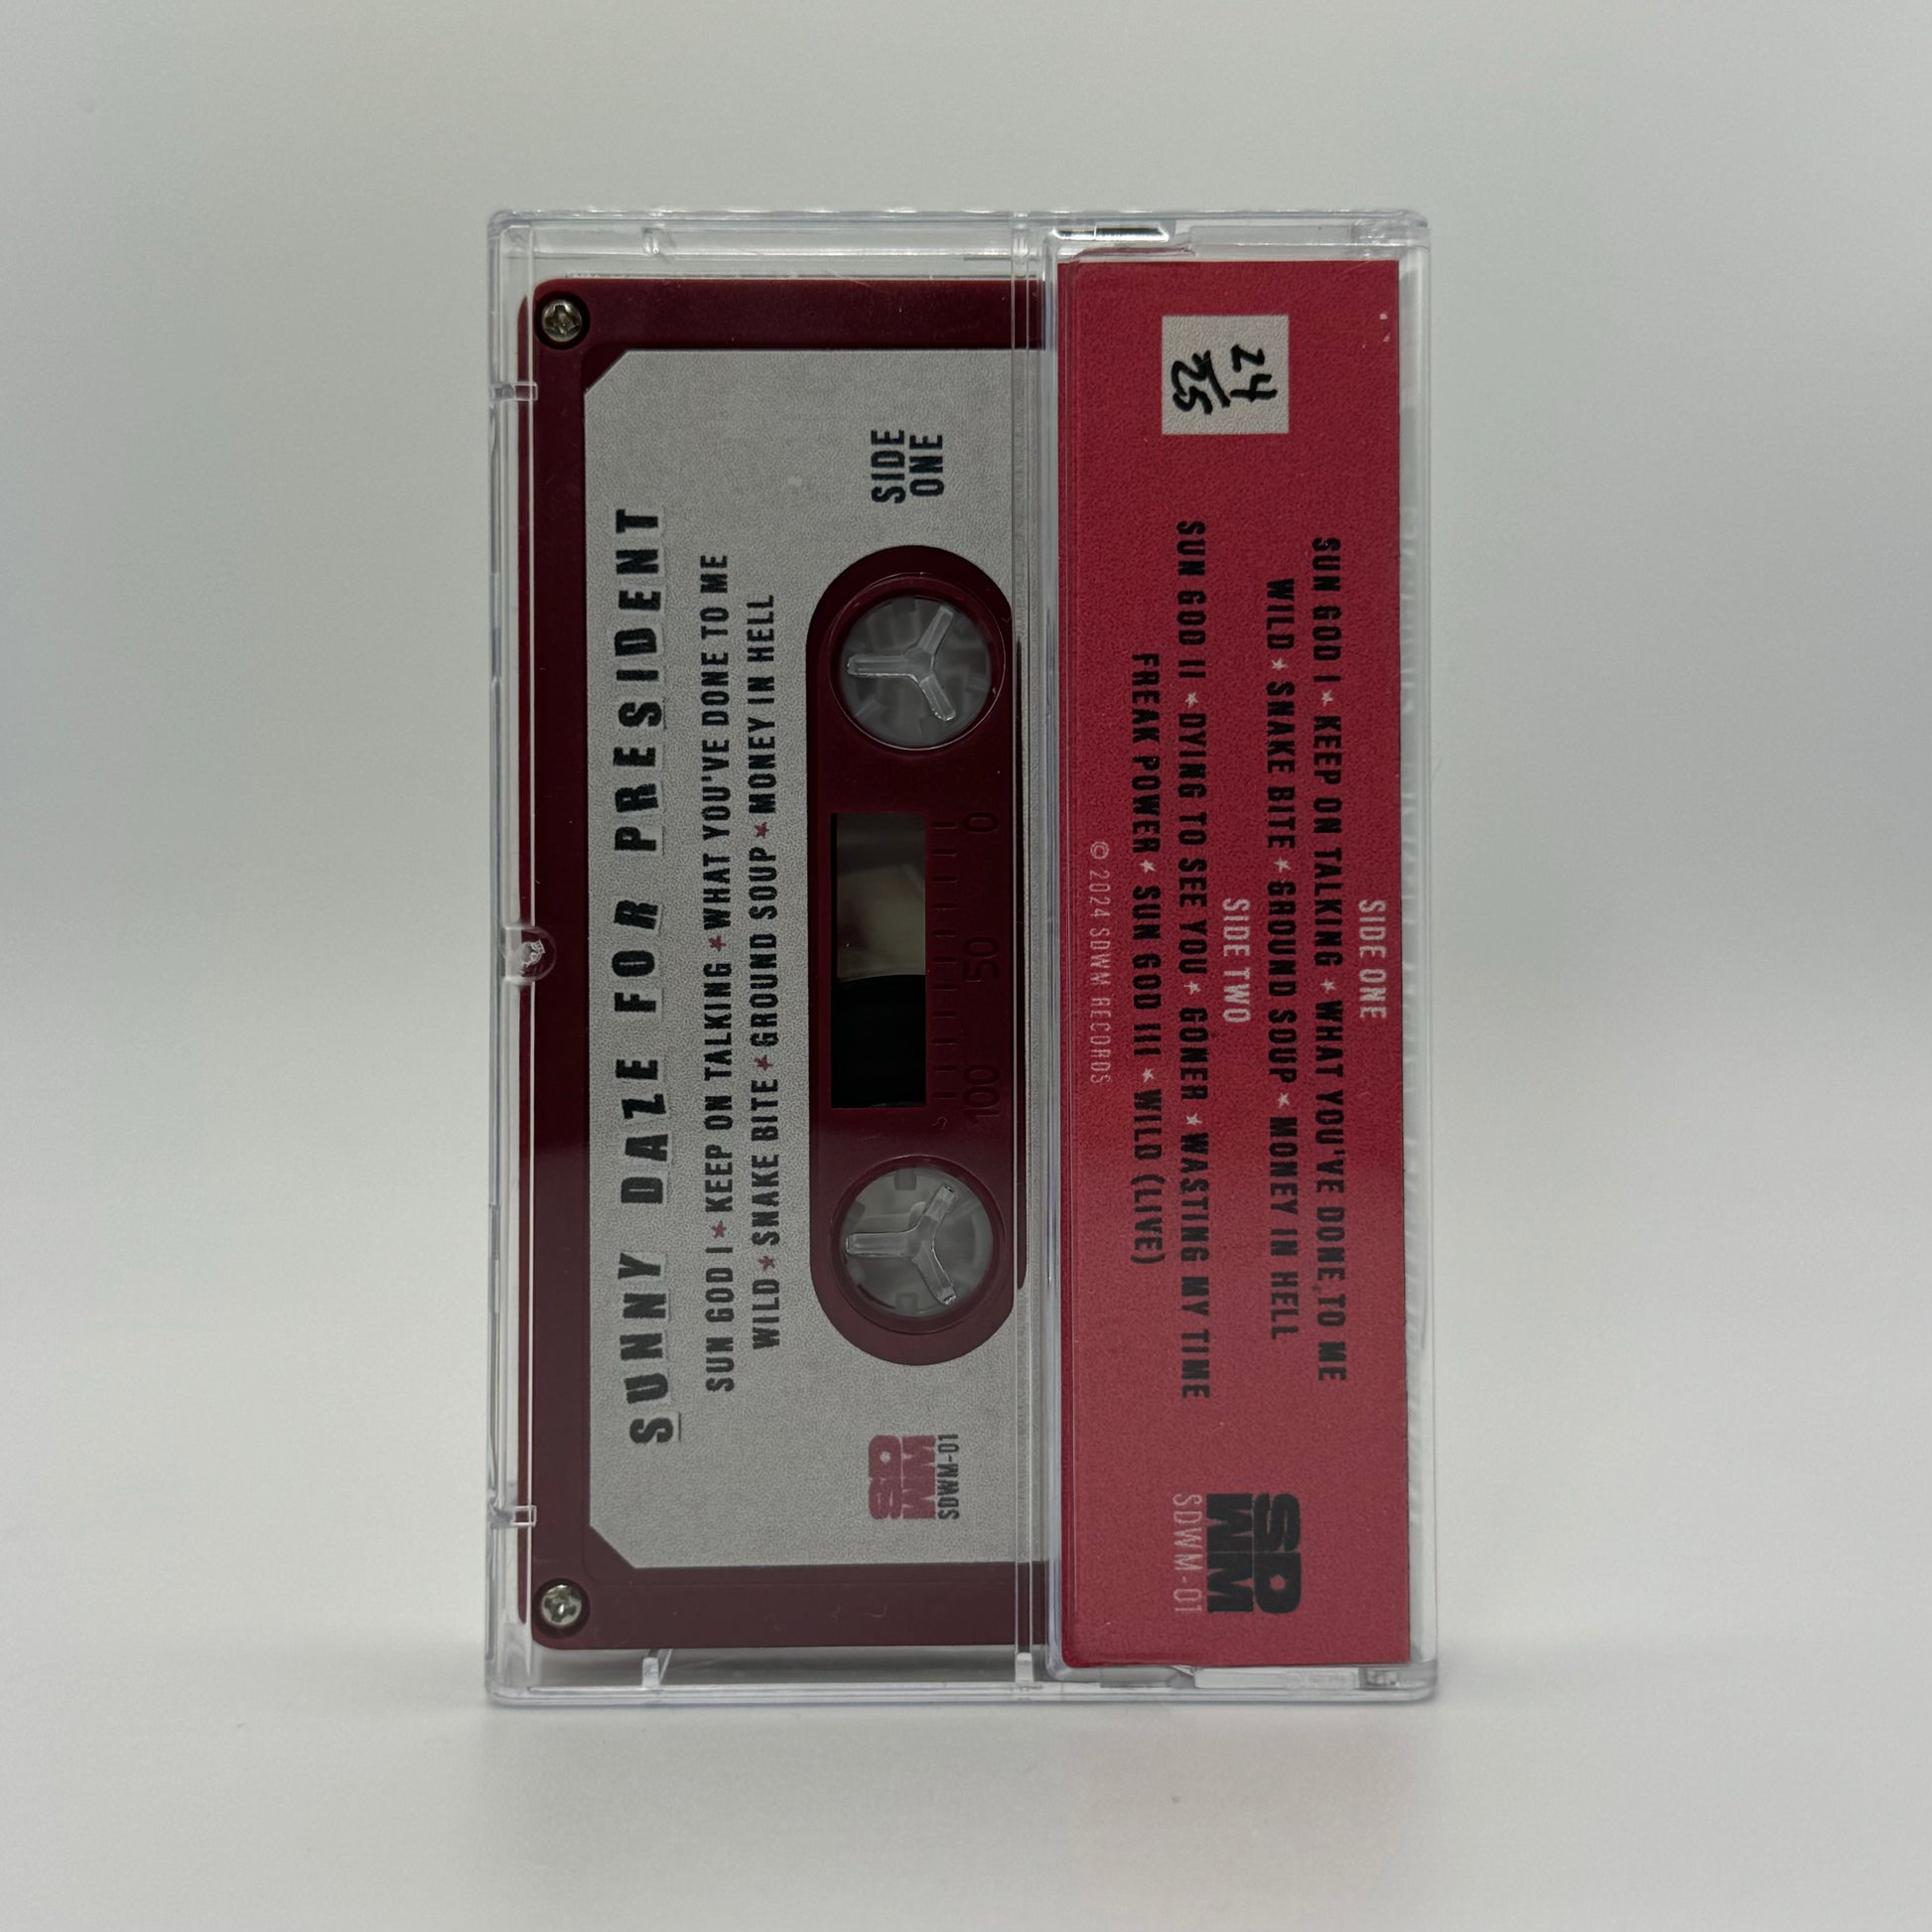 SUNNY DAZE FOR PRESIDENT
SUN GOD I ★ KEEP ON TALKING ★ WHAT YOU'VE DONE TO ME
WILD ★ SNAKE BITE ★ GROUND SOUP ★ MONEY IN HELL
SIDE
ONE
0 50 100
SD
WM
SDWM-01
24
25
SIDE ONE
SUN GOD I ★ KEEP ON TALKING ★ WHAT YOU'VE DONE TO ME
WILD ★ SNAKE BITE ★ GROUND SOUP ★ MONEY IN HELL
SIDE TWO
SUN GOD II ★ DYING TO SEE YOU ★ GONER ★ WASTING MY TIME
FREAK POWER ★ SUN GOD III ★ WILD (LIVE)
© 2024 SDWM RECORDS
SD
WM
SDWM-01